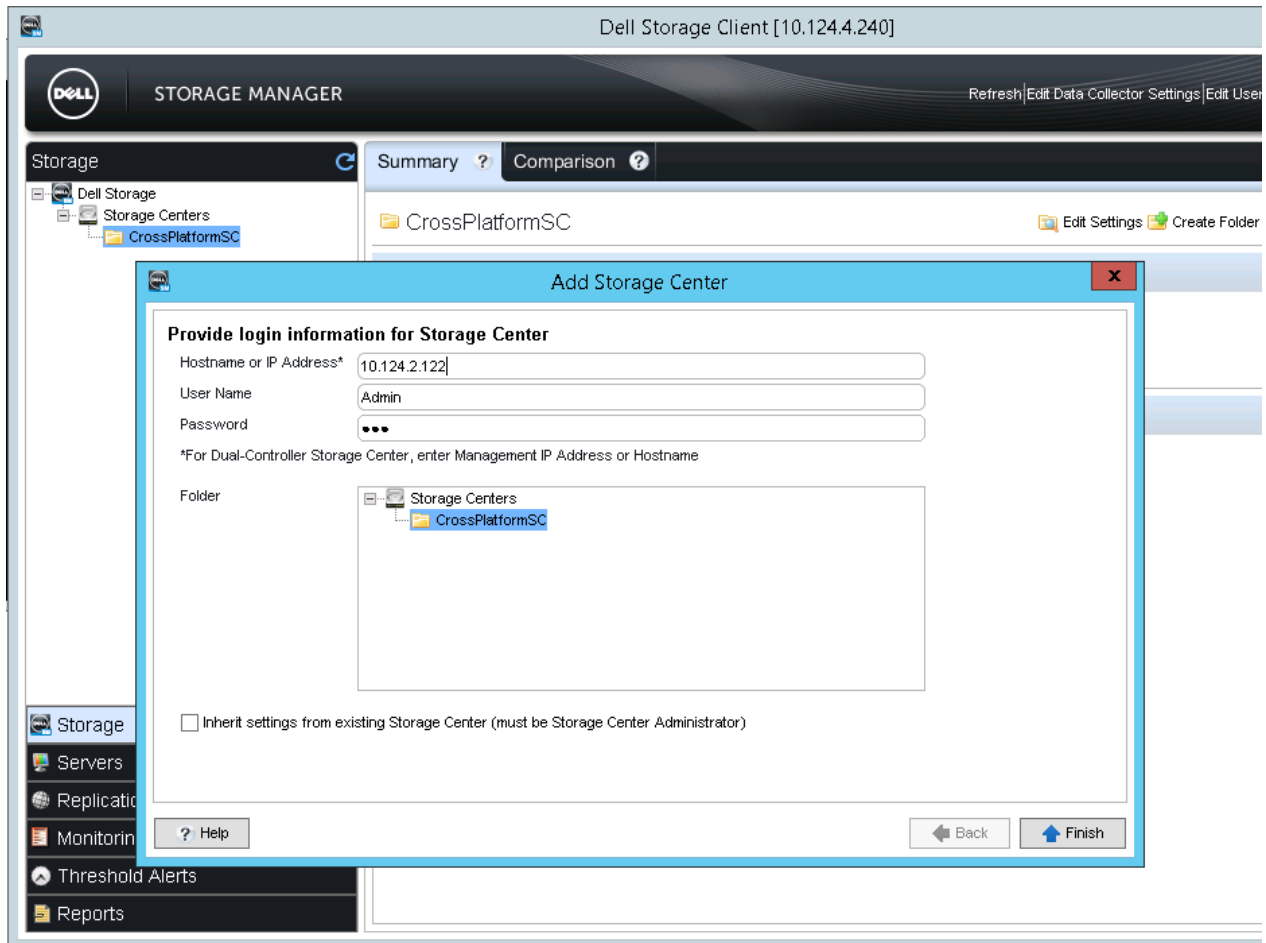 Dell Storage Client [10.124.4.240]
DELL
STORAGE MANAGER
Refresh|Edit Data Collector Settings|Edit User
Storage
Summary ? Comparison ?
Dell Storage
Storage Centers
CrossPlatformSC
CrossPlatformSC
Edit Settings Create Folder
Add Storage Center
x
Provide login information for Storage Center
Hostname or IP Address* 10.124.2.122
User Name Admin
Password •••
*For Dual-Controller Storage Center, enter Management IP Address or Hostname
Folder
Storage Centers
CrossPlatformSC
Inherit settings from existing Storage Center (must be Storage Center Administrator)
? Help
Back
Finish
Storage
Servers
Replicatio
Monitorin
Threshold Alerts
Reports